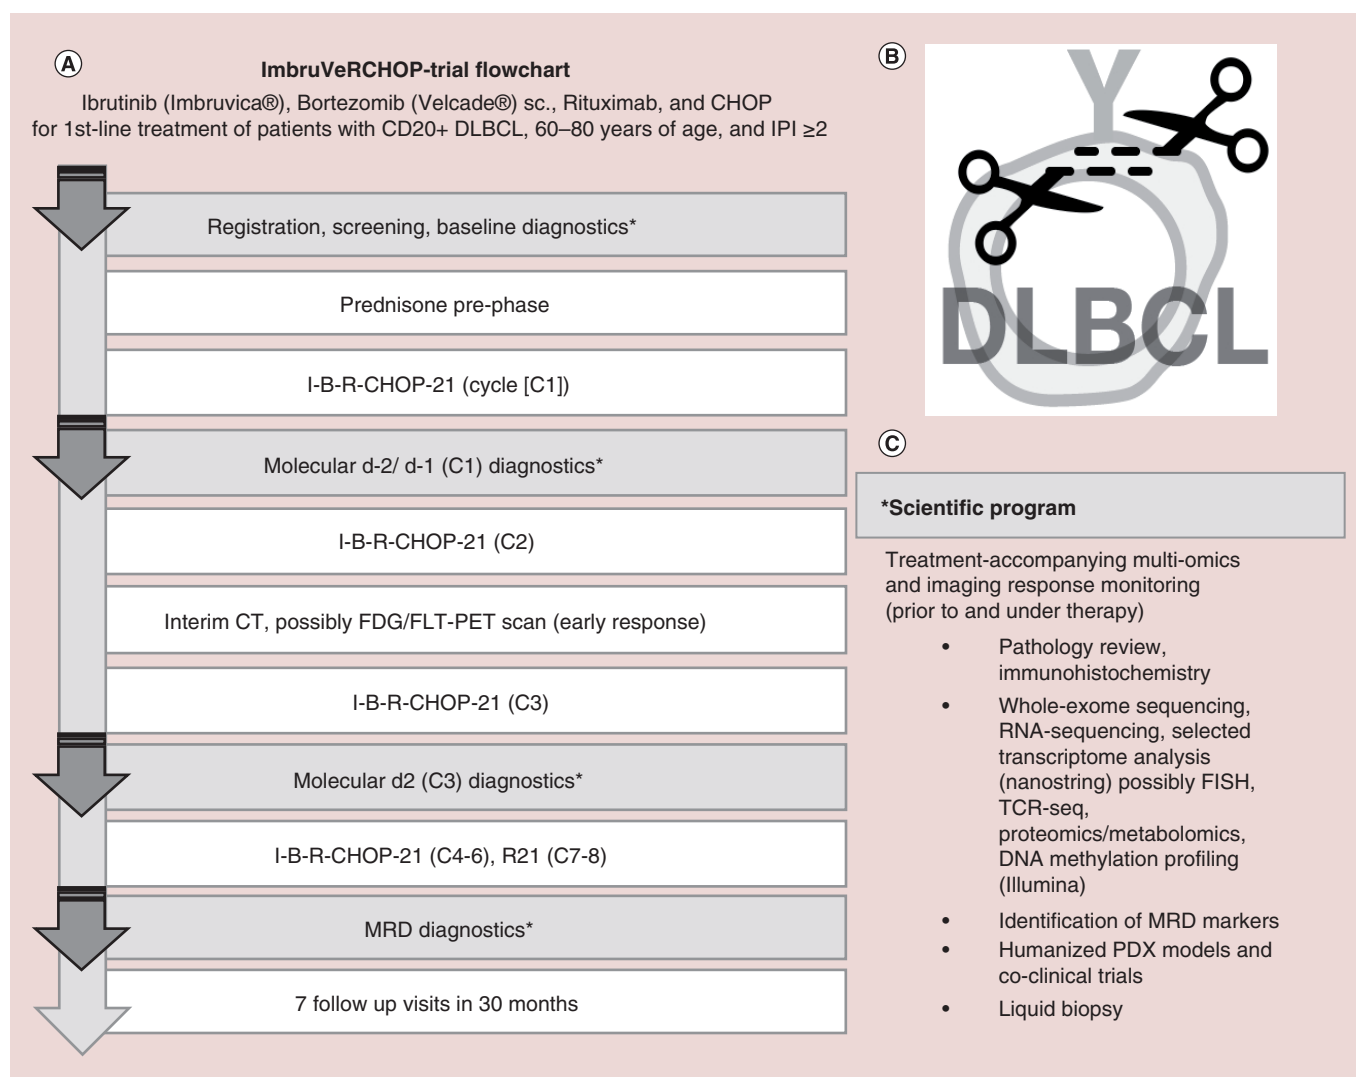 A
ImbruVeRCHOP-trial flowchart
Ibrutinib (Imbruvica®), Bortezomib (Velcade®) sc., Rituximab, and CHOP
for 1st-line treatment of patients with CD20+ DLBCL, 60–80 years of age, and IPI ≥2
Registration, screening, baseline diagnostics*
Prednisone pre-phase
I-B-R-CHOP-21 (cycle [C1])
Molecular d-2/ d-1 (C1) diagnostics*
I-B-R-CHOP-21 (C2)
Interim CT, possibly FDG/FLT-PET scan (early response)
I-B-R-CHOP-21 (C3)
Molecular d2 (C3) diagnostics*
I-B-R-CHOP-21 (C4-6), R21 (C7-8)
MRD diagnostics*
7 follow up visits in 30 months
B
DLBCL
C
*Scientific program
Treatment-accompanying multi-omics
and imaging response monitoring
(prior to and under therapy)
• Pathology review,
immunohistochemistry
• Whole-exome sequencing,
RNA-sequencing, selected
transcriptome analysis
(nanostring) possibly FISH,
TCR-seq,
proteomics/metabolomics,
DNA methylation profiling
(Illumina)
• Identification of MRD markers
• Humanized PDX models and
co-clinical trials
• Liquid biopsy